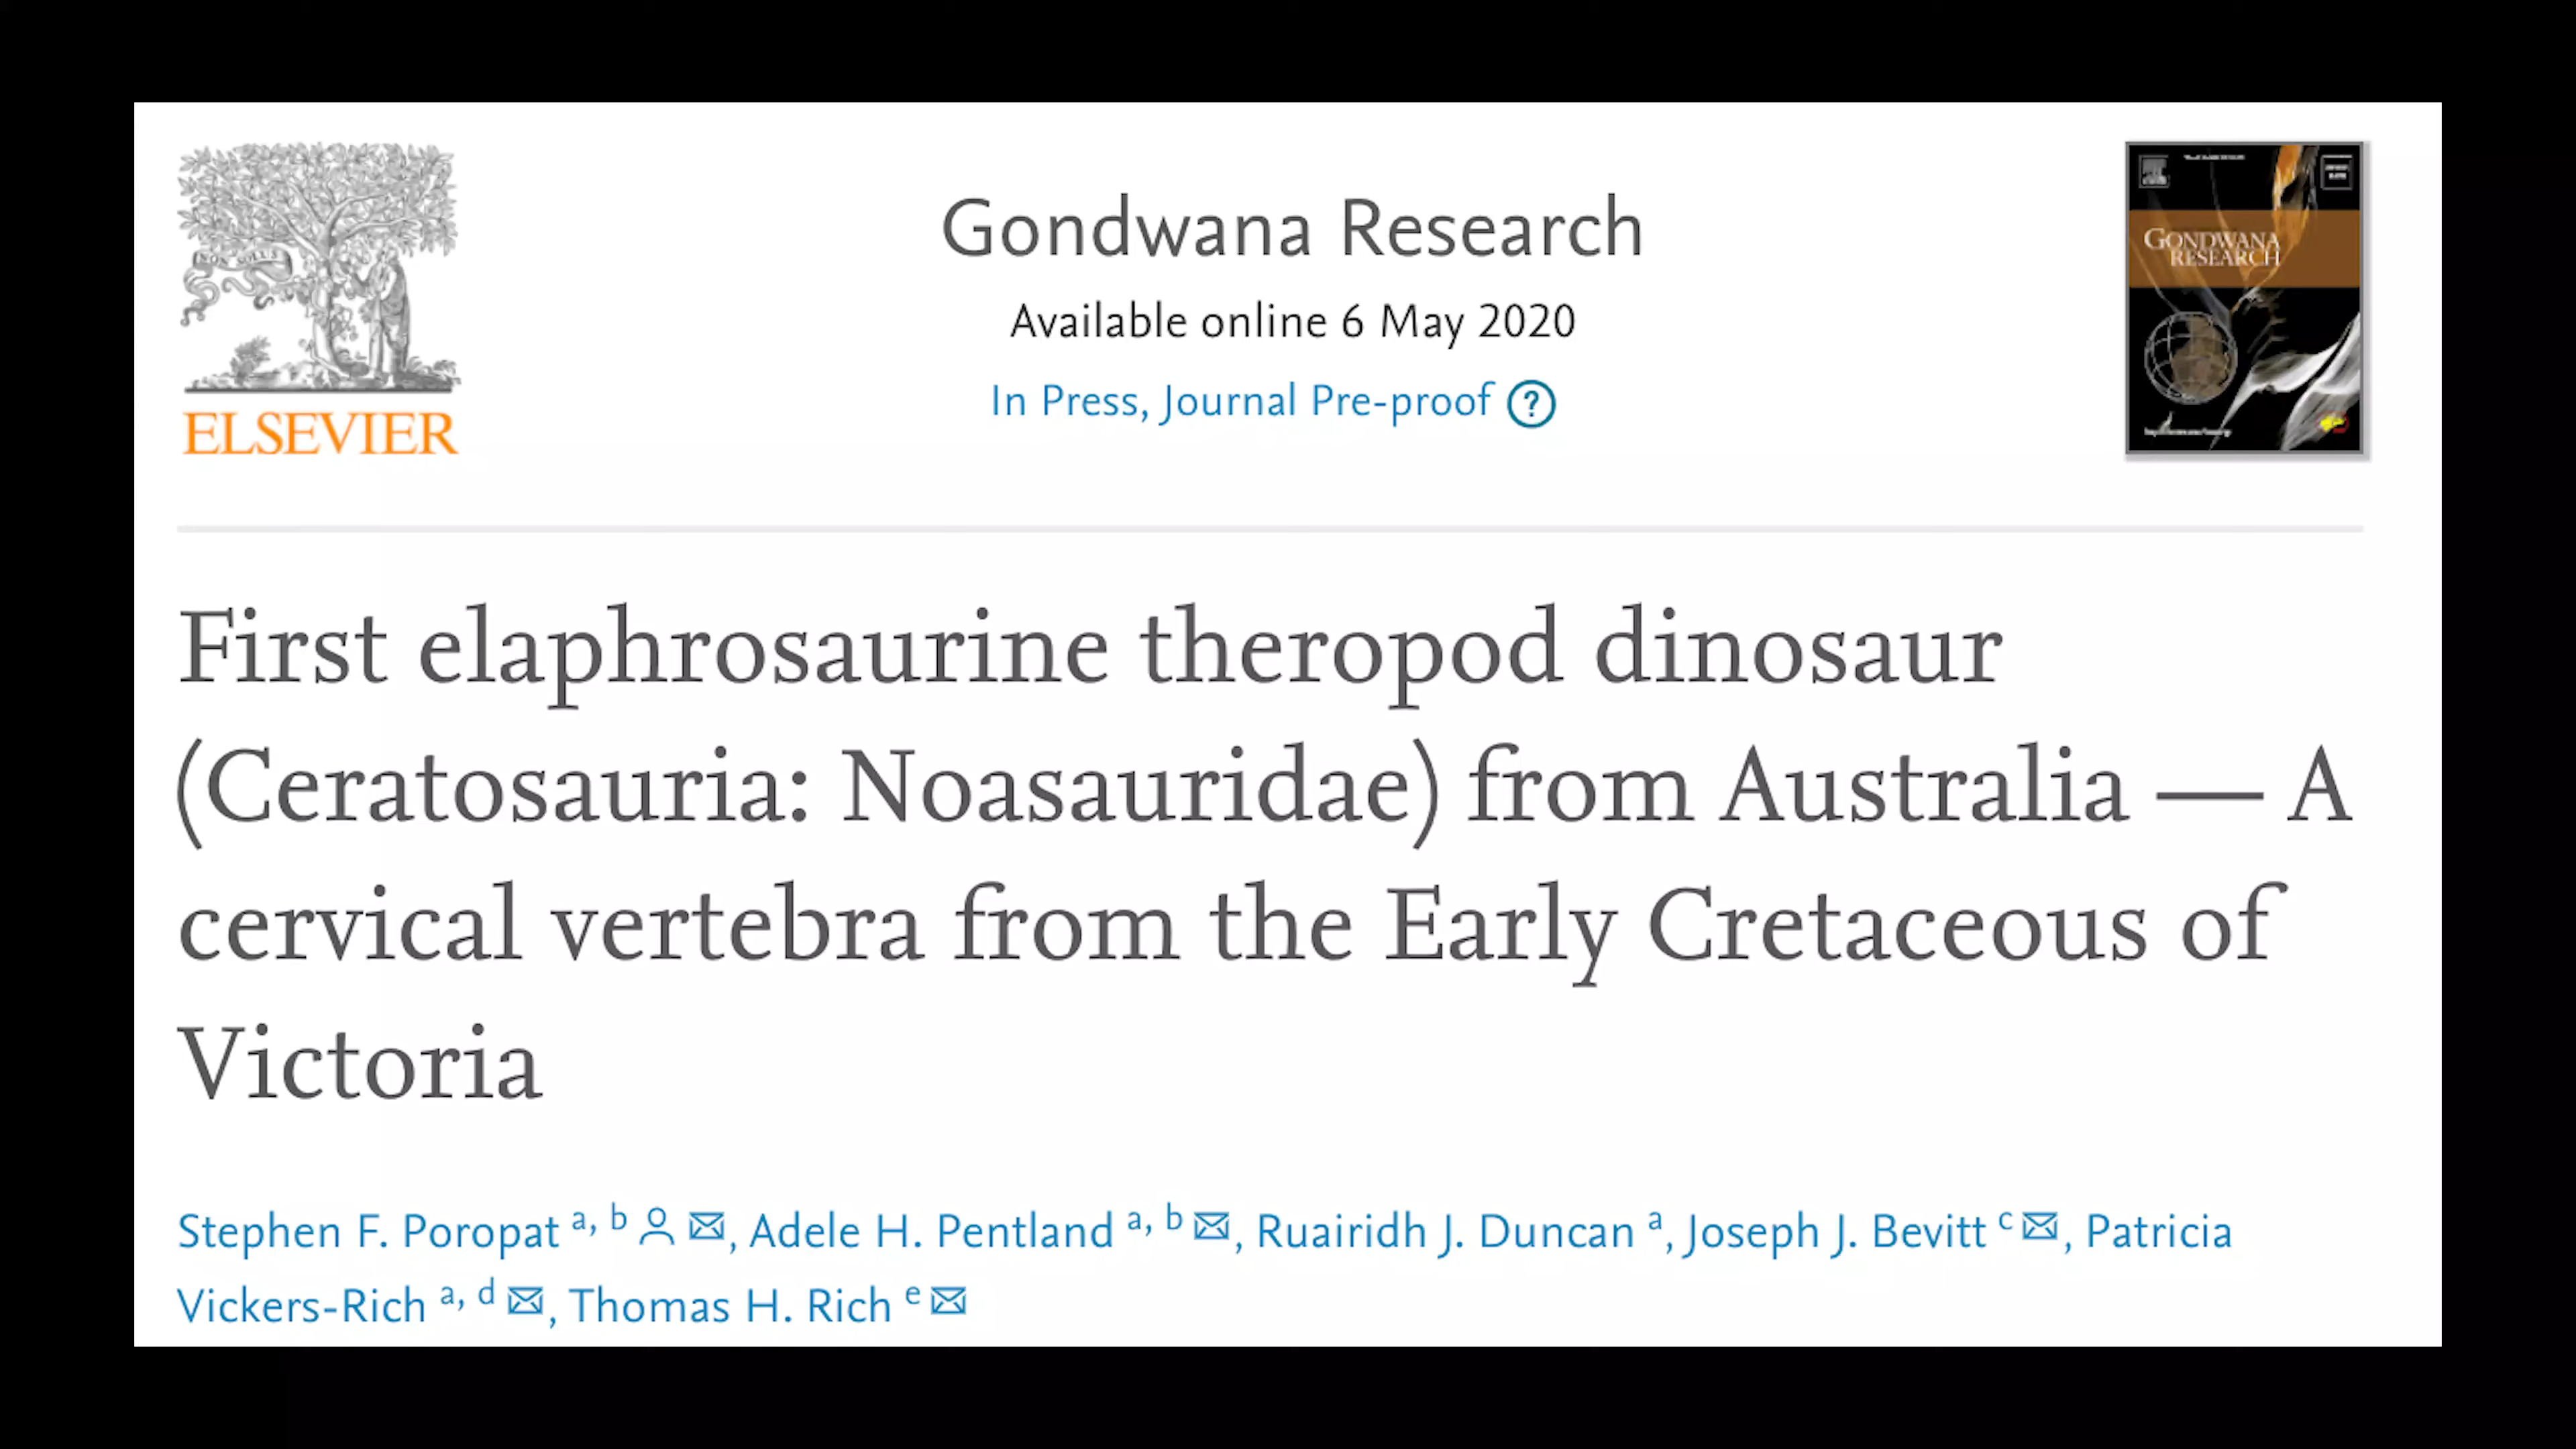 NON SOLUS
ELSEVIER
Gondwana Research
Available online 6 May 2020
In Press, Journal Pre-proof ?
GONDWANA
RESEARCH
First elaphrosaurine theropod dinosaur
(Ceratosauria: Noasauridae) from Australia — A
cervical vertebra from the Early Cretaceous of
Victoria
Stephen F. Poropat a, b, Adele H. Pentland a, b, Ruairidh J. Duncan a, Joseph J. Bevitt c, Patricia
Vickers-Rich a, d, Thomas H. Rich e